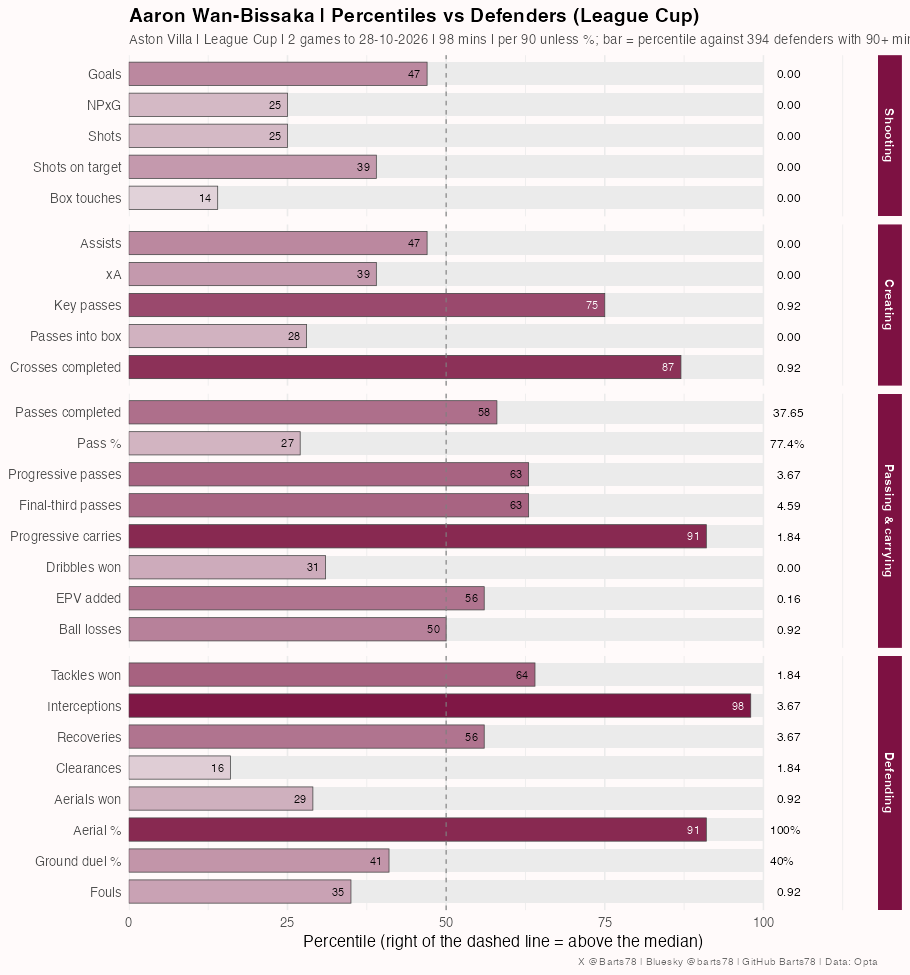 Aaron Wan-Bissaka | Percentiles vs Defenders (League Cup)
Aston Villa | League Cup | 2 games to 28-10-2026 | 98 mins | per 90 unless %; bar = percentile against 394 defenders with 90+ min
Goals 47 0.00
NPxG 25 0.00
Shots 25 0.00
Shots on target 39 0.00
Box touches 14 0.00
Shooting
Assists 47 0.00
xA 39 0.00
Key passes 75 0.92
Passes into box 28 0.00
Crosses completed 87 0.92
Creating
Passes completed 58 37.65
Pass % 27 77.4%
Progressive passes 63 3.67
Final-third passes 63 4.59
Progressive carries 91 1.84
Dribbles won 31 0.00
EPV added 56 0.16
Ball losses 50 0.92
Passing & carrying
Tackles won 64 1.84
Interceptions 98 3.67
Recoveries 56 3.67
Clearances 16 1.84
Aerials won 29 0.92
Aerial % 91 100%
Ground duel % 41 40%
Fouls 35 0.92
Defending
0 25 50 75 100
Percentile (right of the dashed line = above the median)
X @Barts78 | Bluesky @barts78 | GitHub Barts78 | Data: Opta